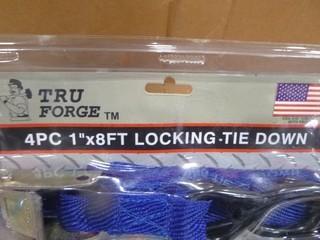 TRU
FORGE TM
4PC 1"x8FT LOCKING-TIE DOWN